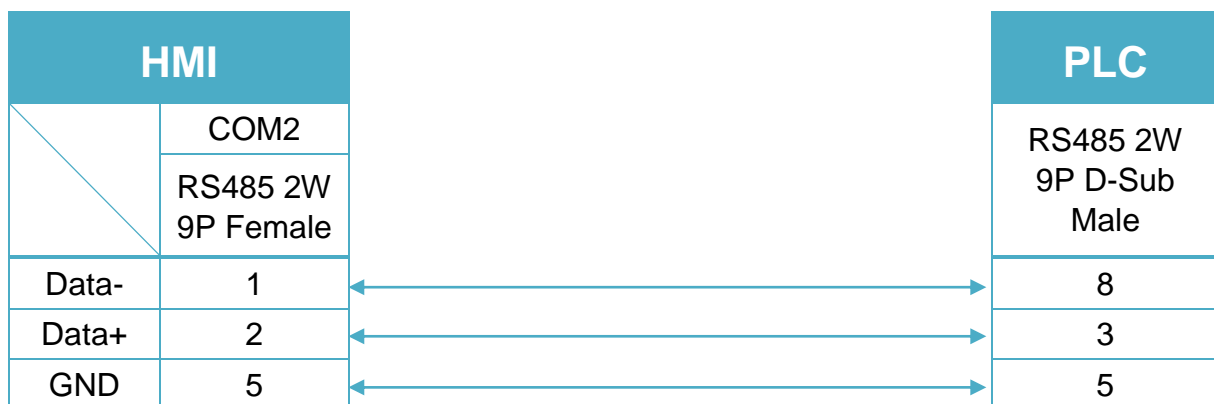 HMI
PLC
COM2
RS485 2W
9P Female
RS485 2W
9P D-Sub
Male
Data- 1 8
Data+ 2 3
GND 5 5